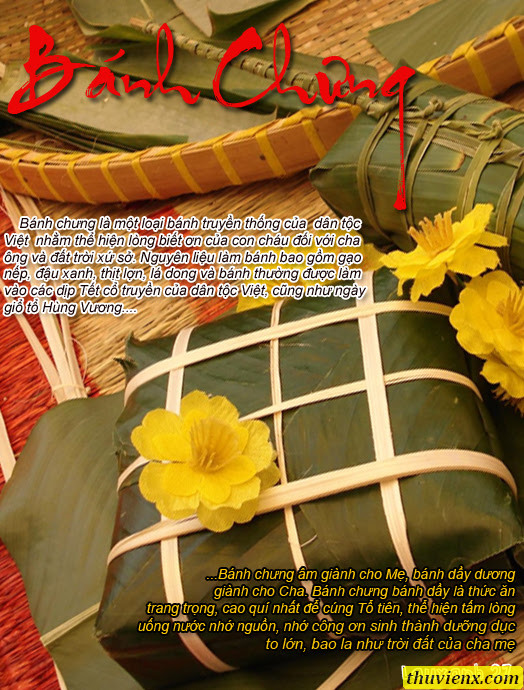 Bánh Chưng
Bánh chưng là một loại bánh truyền thống của dân tộc
Việt nhằm thể hiện lòng biết ơn của con cháu đối với cha
ông và đất trời xứ sở. Nguyên liệu làm bánh bao gồm gạo
nếp, đậu xanh, thịt lợn, lá dong và bánh thường được làm
vào các dịp Tết cổ truyền của dân tộc Việt, cũng như ngày
giổ tổ Hùng Vương....
...Bánh chưng âm giành cho Mẹ, bánh dầy dương
giành cho Cha. Bánh chưng bánh dầy là thức ăn
trang trọng, cao quí nhất để cúng Tổ tiên, thể hiện tấm lòng
uống nước nhớ nguồn, nhớ công ơn sinh thành dưỡng dục
to lớn, bao la như trời đất của cha mẹ
thuvienx.com